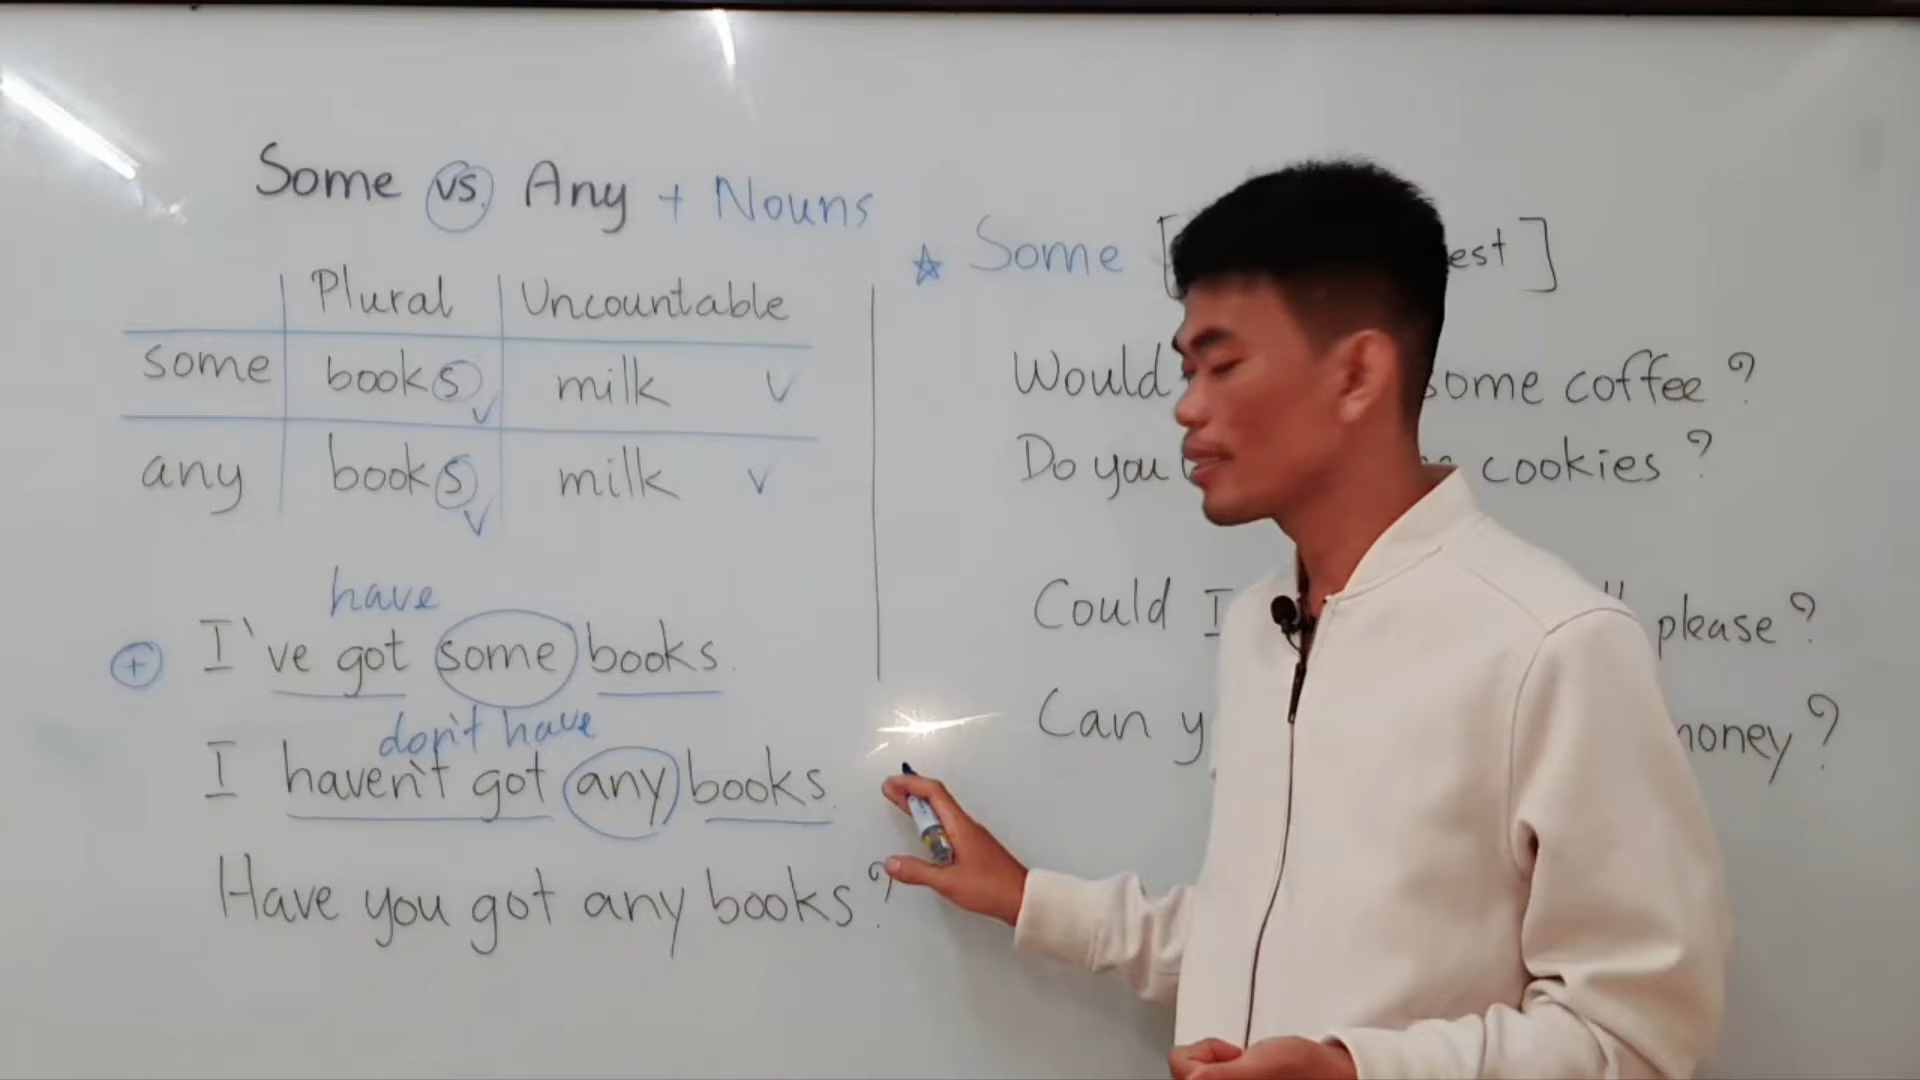 Some vs. Any + Nouns
Plural Uncountable
some books milk
any books milk
have
I've got some books.
don't have
I haven't got any books.
Have you got any books?
Some [ ]
Would some coffee?
Do you cookies?
Could I please?
Can